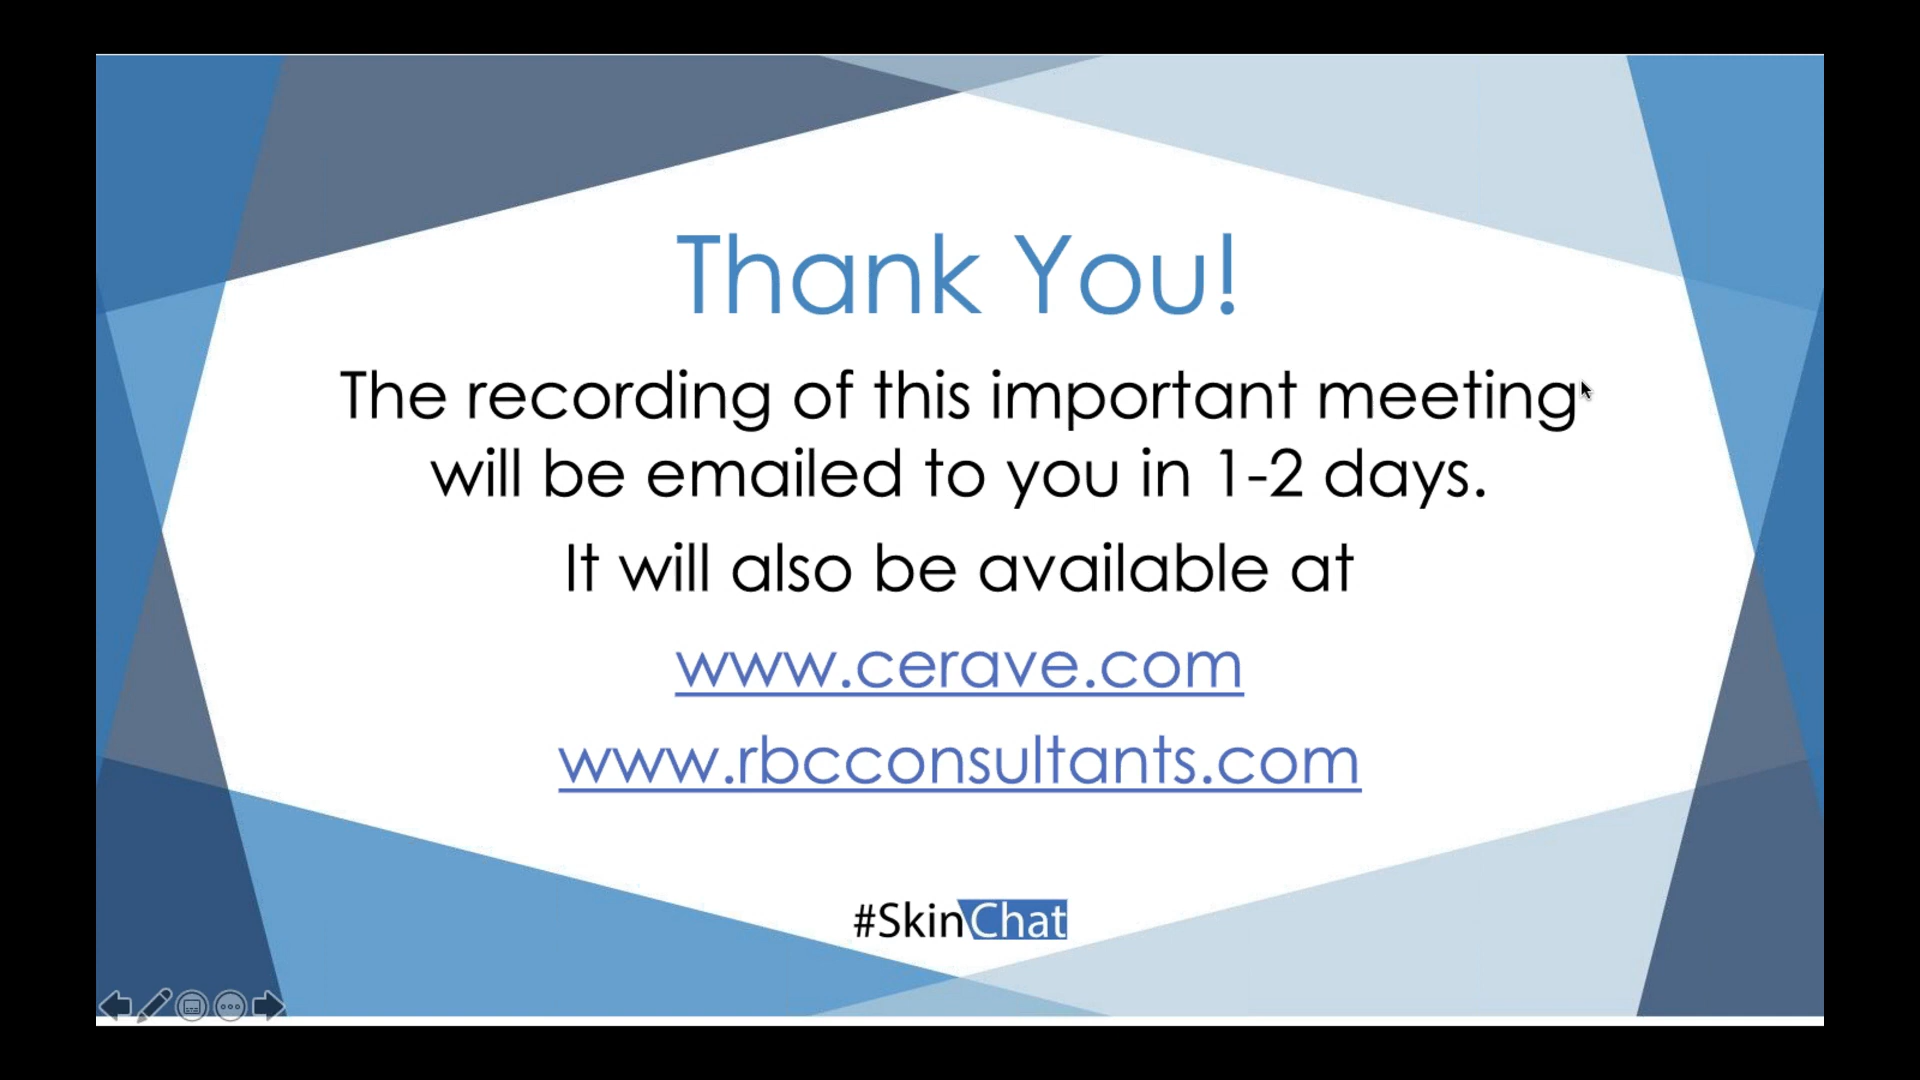 Thank You!
The recording of this important meeting
will be emailed to you in 1-2 days.
It will also be available at
www.cerave.com
www.rbcconsultants.com
#SkinChat